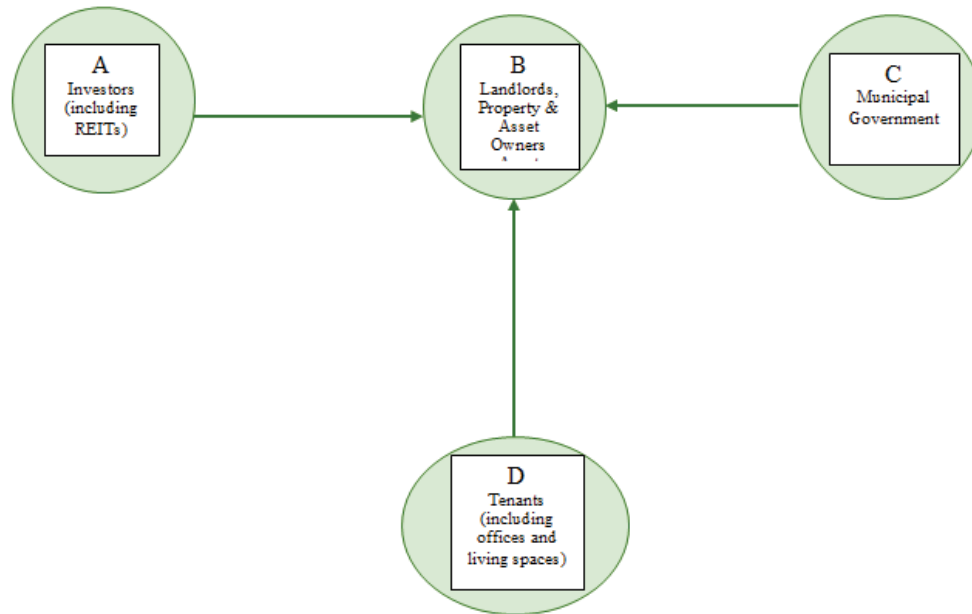 A
Investors
(including
REITs)
B
Landlords,
Property &
Asset
Owners
C
Municipal
Government
D
Tenants
(including
offices and
living spaces)